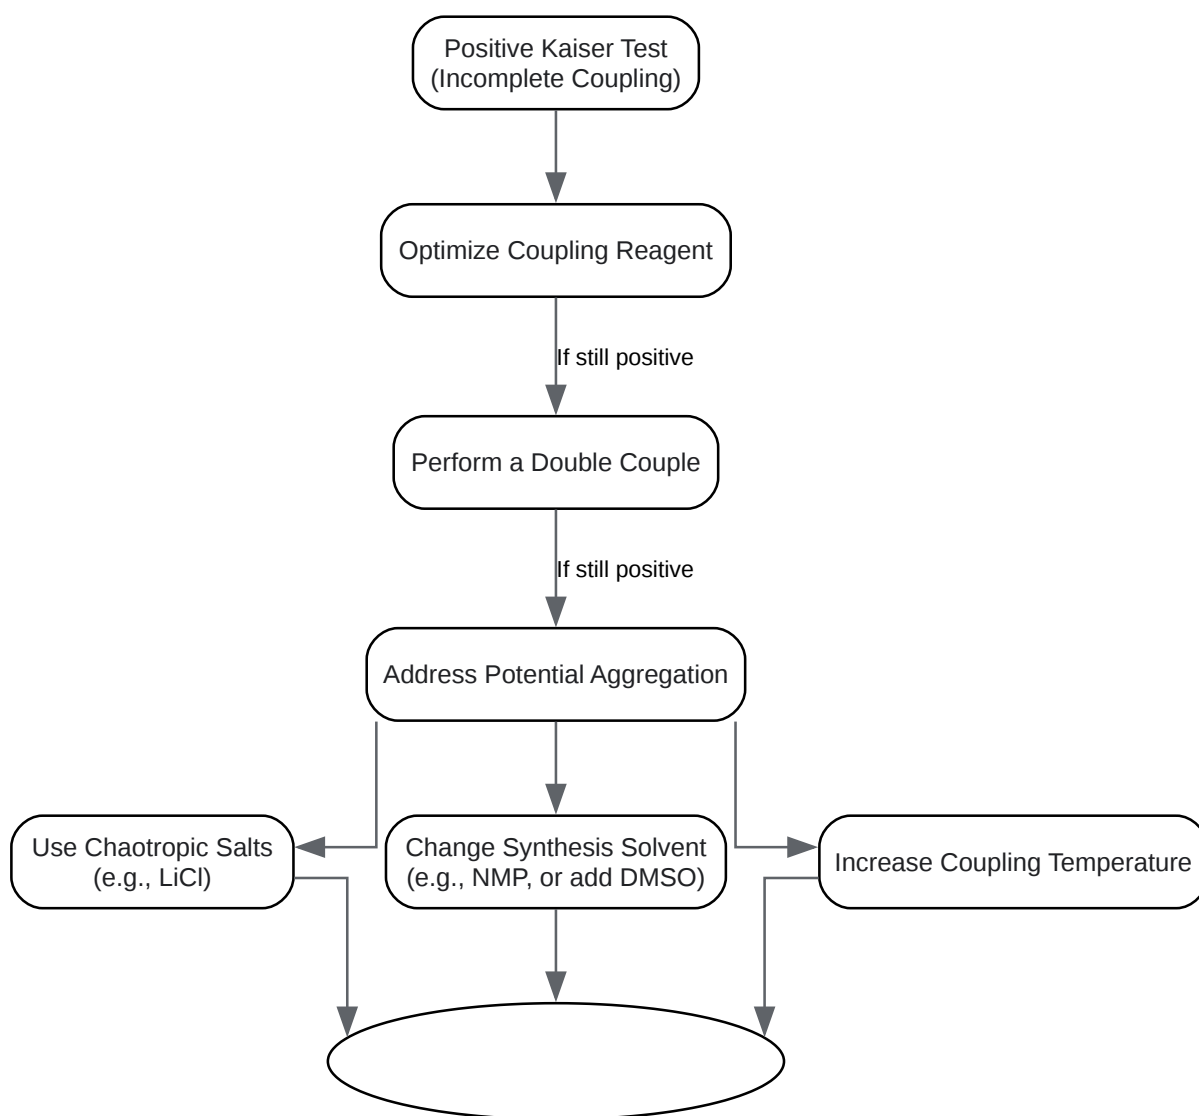 Positive Kaiser Test
(Incomplete Coupling)
Optimize Coupling Reagent
If still positive
Perform a Double Couple
If still positive
Address Potential Aggregation
Use Chaotropic Salts
(e.g., LiCl)
Change Synthesis Solvent
(e.g., NMP, or add DMSO)
Increase Coupling Temperature